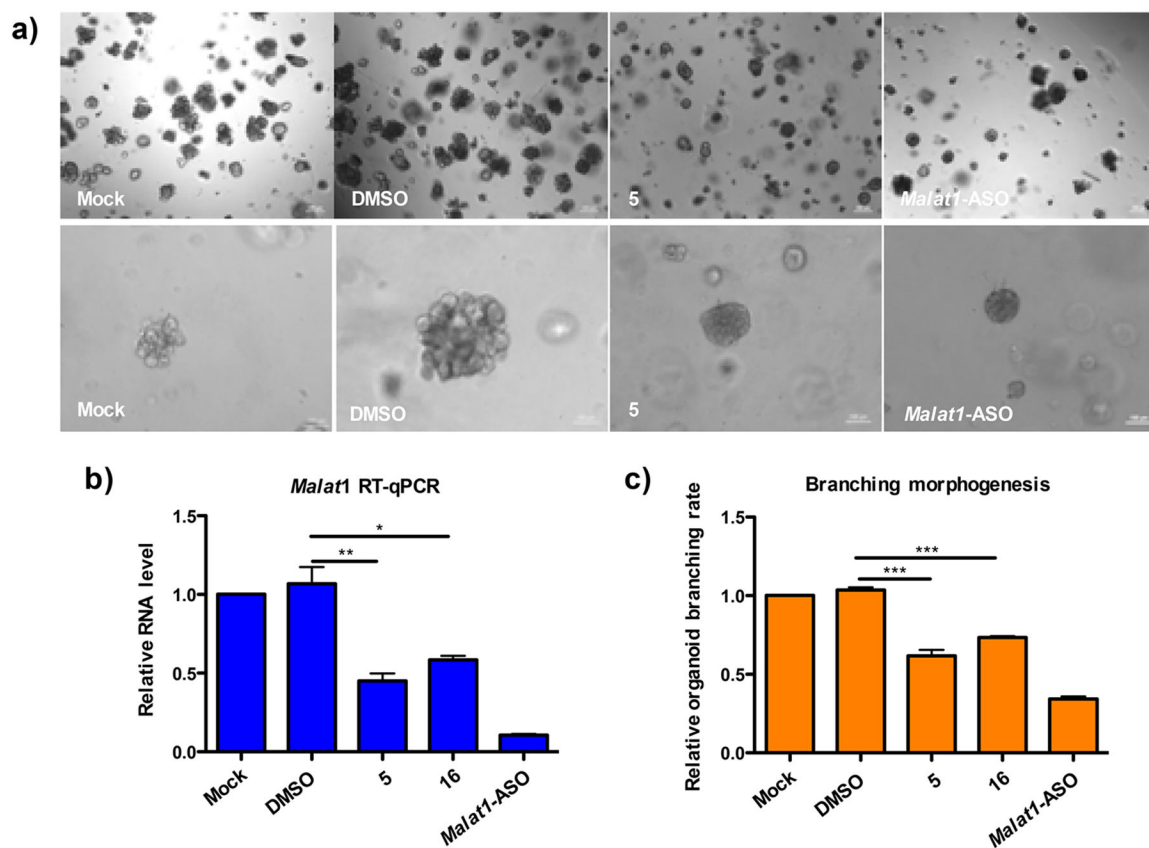 a)
Mock
DMSO
5
Malat1-ASO
Mock
DMSO
5
Malat1-ASO
b)
Malat1 RT-qPCR
Relative RNA level
1.5
1.0
0.5
0.0
**
*
Mock
DMSO
5
16
Malat1-ASO
c)
Branching morphogenesis
Relative organoid branching rate
1.5
1.0
0.5
0.0
***
***
Mock
DMSO
5
16
Malat1-ASO